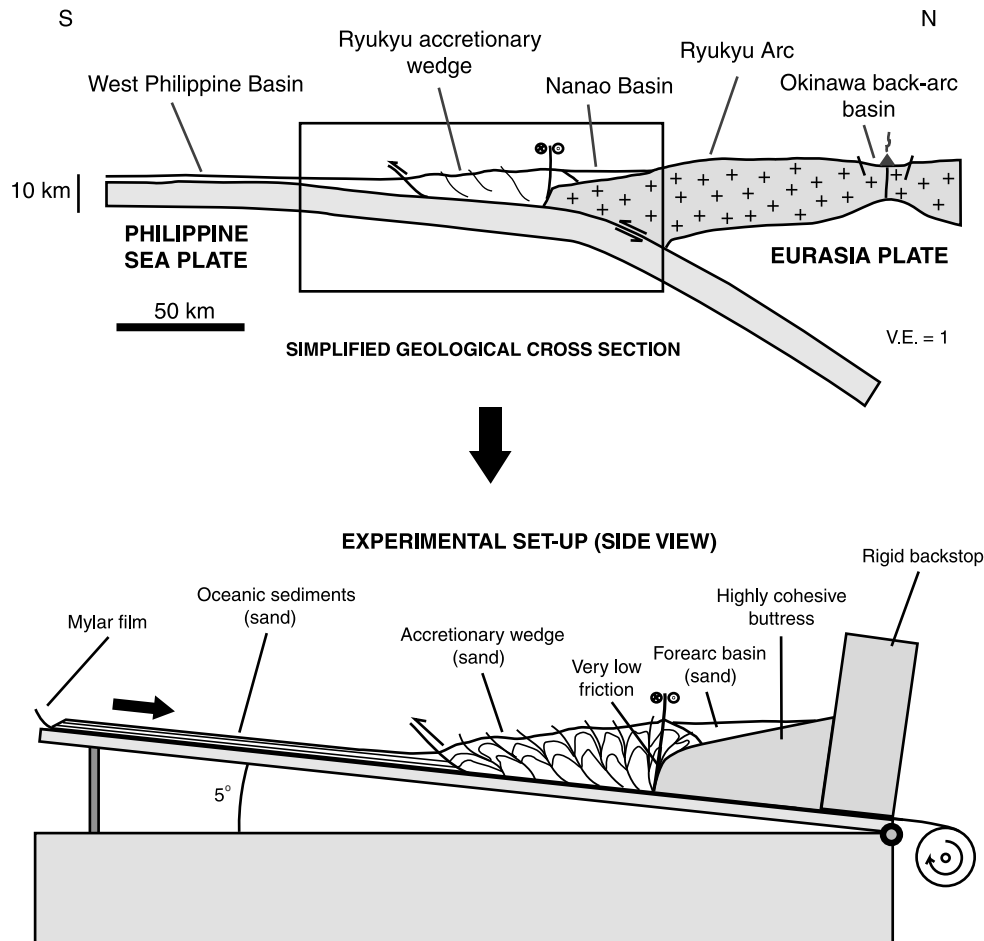 S
N
Ryukyu accretionary
wedge
Ryukyu Arc
West Philippine Basin
Nanao Basin
Okinawa back-arc
basin
10 km
PHILIPPINE
SEA PLATE
EURASIA PLATE
50 km
V.E. = 1
SIMPLIFIED GEOLOGICAL CROSS SECTION
EXPERIMENTAL SET-UP (SIDE VIEW)
Rigid backstop
Oceanic sediments
(sand)
Highly cohesive
buttress
Mylar film
Accretionary wedge
(sand)
Very low
friction
Forearc basin
(sand)
5°